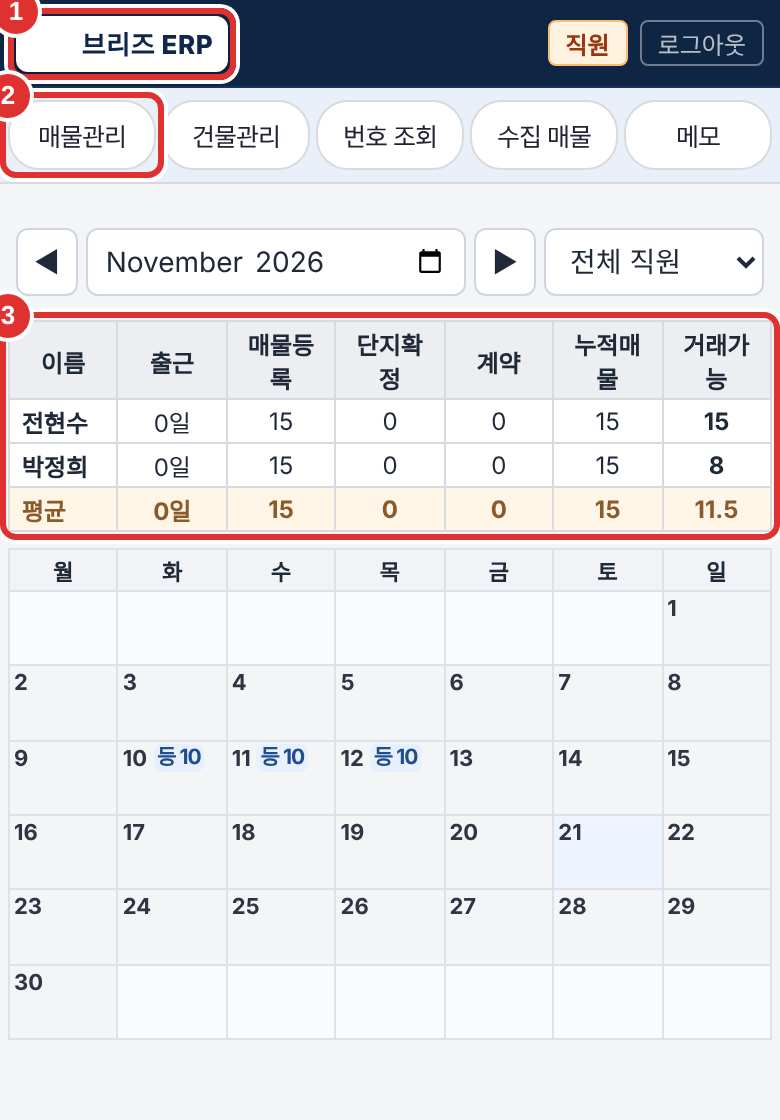 1
브리즈 ERP
직원
로그아웃
2
매물관리
건물관리
번호 조회
수집 매물
메모
◀
November 2026
▶
전체 직원
3
이름 출근 매물등록 단지확정 계약 누적매물 거래가능
전현수 0일 15 0 0 15 15
박정희 0일 15 0 0 15 8
평균 0일 15 0 0 15 11.5
월 화 수 목 금 토 일
1
2 3 4 5 6 7 8
9 10 등 10 11 등 10 12 등 10 13 14 15
16 17 18 19 20 21 22
23 24 25 26 27 28 29
30